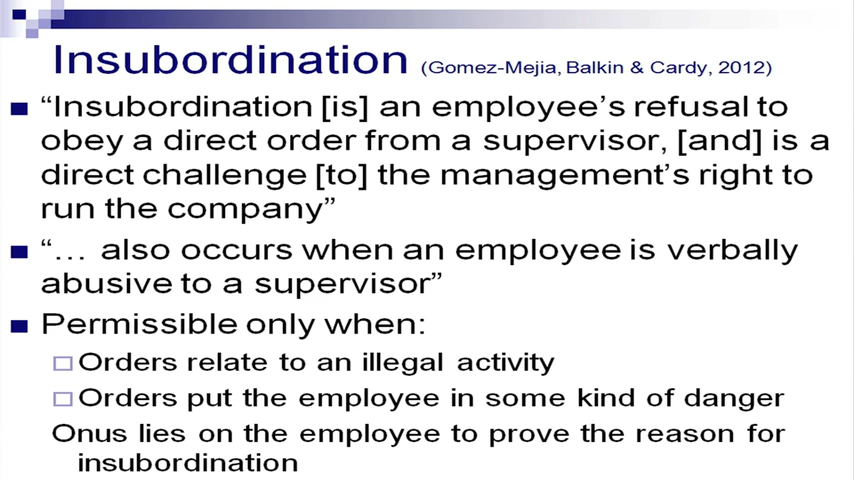 Insubordination (Gomez-Mejia, Balkin & Cardy, 2012)
“Insubordination [is] an employee’s refusal to
obey a direct order from a supervisor, [and] is a
direct challenge [to] the management’s right to
run the company”
“… also occurs when an employee is verbally
abusive to a supervisor”
Permissible only when:
Orders relate to an illegal activity
Orders put the employee in some kind of danger
Onus lies on the employee to prove the reason for
insubordination